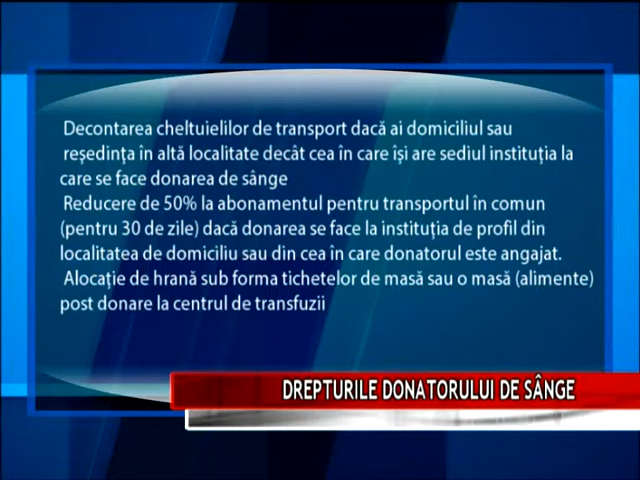 Decontarea cheltuielilor de transport dacă ai domiciliul sau
reședința în altă localitate decât cea în care își are sediul instituția la
care se face donarea de sânge
Reducere de 50% la abonamentul pentru transportul în comun
(pentru 30 de zile) dacă donarea se face la instituția de profil din
localitatea de domiciliu sau din cea în care donatorul este angajat.
Alocație de hrană sub forma tichetelor de masă sau o masă (alimente)
post donare la centrul de transfuzii
DREPTURILE DONATORULUI DE SÂNGE